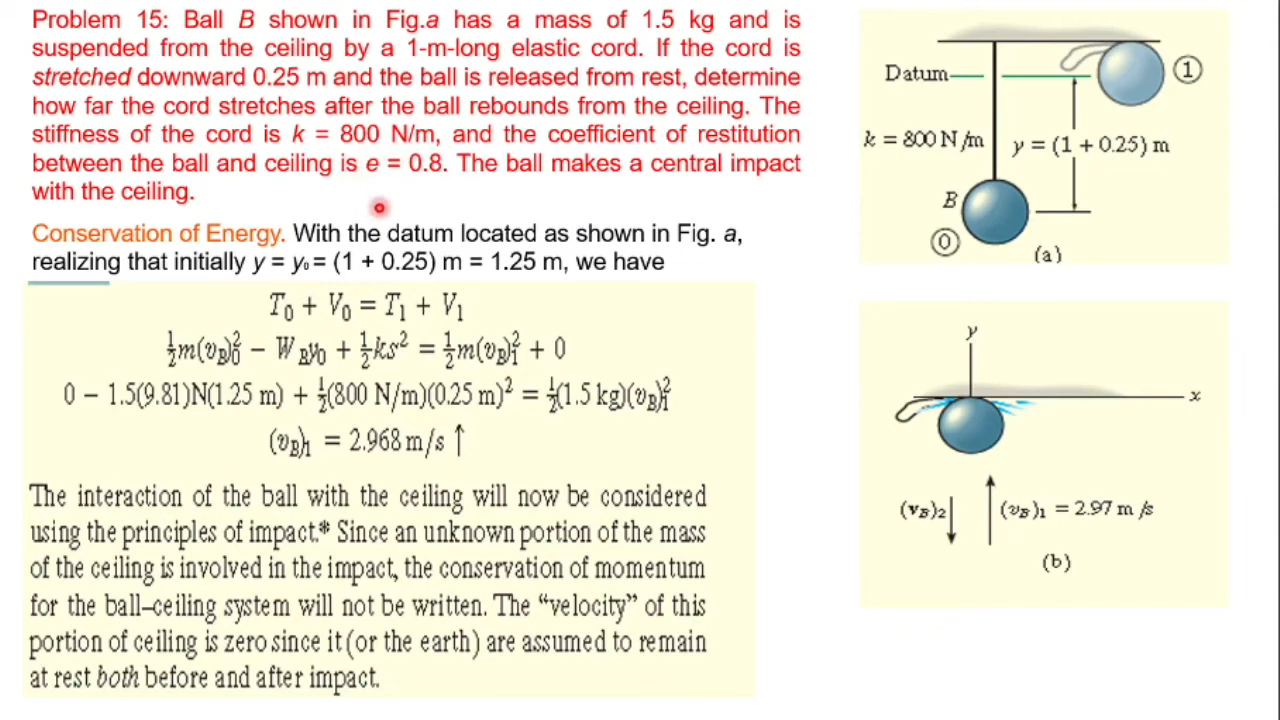 Problem 15: Ball B shown in Fig.a has a mass of 1.5 kg and is
suspended from the ceiling by a 1-m-long elastic cord. If the cord is
stretched downward 0.25 m and the ball is released from rest, determine
how far the cord stretches after the ball rebounds from the ceiling. The
stiffness of the cord is k = 800 N/m, and the coefficient of restitution
between the ball and ceiling is e = 0.8. The ball makes a central impact
with the ceiling.
Conservation of Energy. With the datum located as shown in Fig. a,
realizing that initially y = y₀ = (1 + 0.25) m = 1.25 m, we have
T₀ + V₀ = T₁ + V₁
½m(v_B)₀² − W_B y₀ + ½ks² = ½m(v_B)₁² + 0
0 − 1.5(9.81)N(1.25 m) + ½(800 N/m)(0.25 m)² = ½(1.5 kg)(v_B)₁²
(v_B)₁ = 2.968 m/s ↑
The interaction of the ball with the ceiling will now be considered
using the principles of impact.* Since an unknown portion of the mass
of the ceiling is involved in the impact, the conservation of momentum
for the ball–ceiling system will not be written. The “velocity” of this
portion of ceiling is zero since it (or the earth) are assumed to remain
at rest both before and after impact.
Datum
1
k = 800 N/m
y = (1 + 0.25) m
B
0
(a)
y
x
(v_B)₂
(v_B)₁ = 2.97 m/s
(b)